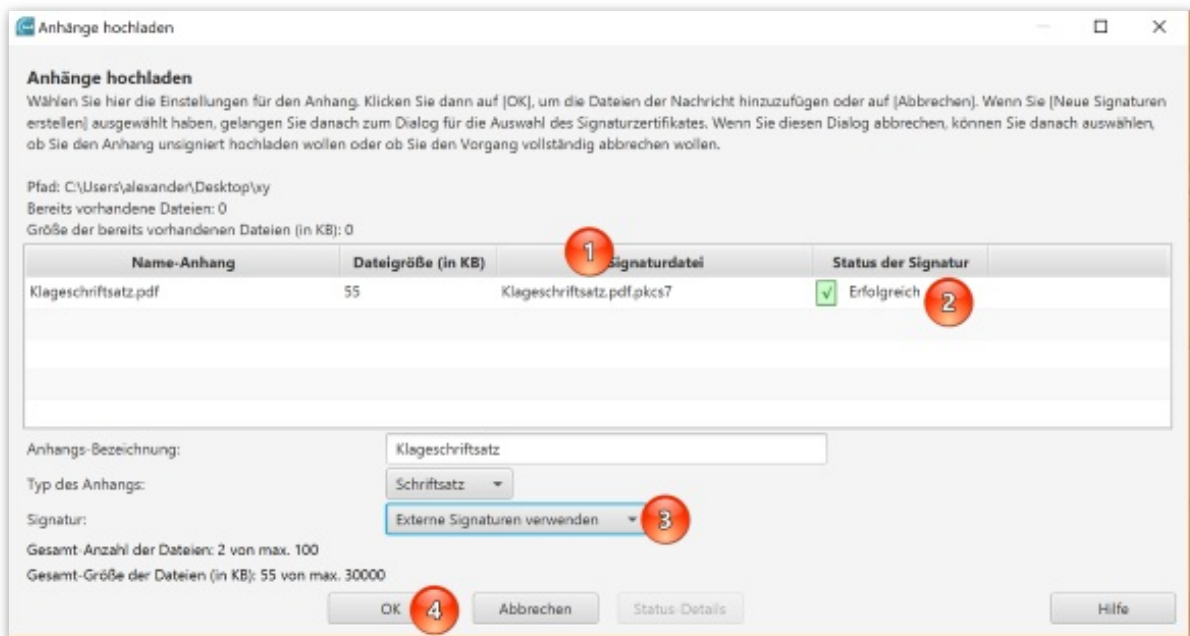 Anhänge hochladen
Anhänge hochladen
Wählen Sie hier die Einstellungen für den Anhang. Klicken Sie dann auf [OK], um die Dateien der Nachricht hinzuzufügen oder auf [Abbrechen]. Wenn Sie [Neue Signaturen
erstellen] ausgewählt haben, gelangen Sie danach zum Dialog für die Auswahl des Signaturzertifikates. Wenn Sie diesen Dialog abbrechen, können Sie danach auswählen,
ob Sie den Anhang unsigniert hochladen wollen oder ob Sie den Vorgang vollständig abbrechen wollen.
Pfad: C:\Users\alexander\Desktop\xy
Bereits vorhandene Dateien: 0
Größe der bereits vorhandenen Dateien (in KB): 0
Name-Anhang Dateigröße (in KB) 1 Signaturdatei Status der Signatur
Klageschriftsatz.pdf 55 Klageschriftsatz.pdf.pkcs7 √ Erfolgreich 2
Anhangs-Bezeichnung: Klageschriftsatz
Typ des Anhangs: Schriftsatz
Signatur: Externe Signaturen verwenden 3
Gesamt-Anzahl der Dateien: 2 von max. 100
Gesamt-Größe der Dateien (in KB): 55 von max. 30000
OK 4 Abbrechen Status-Details Hilfe